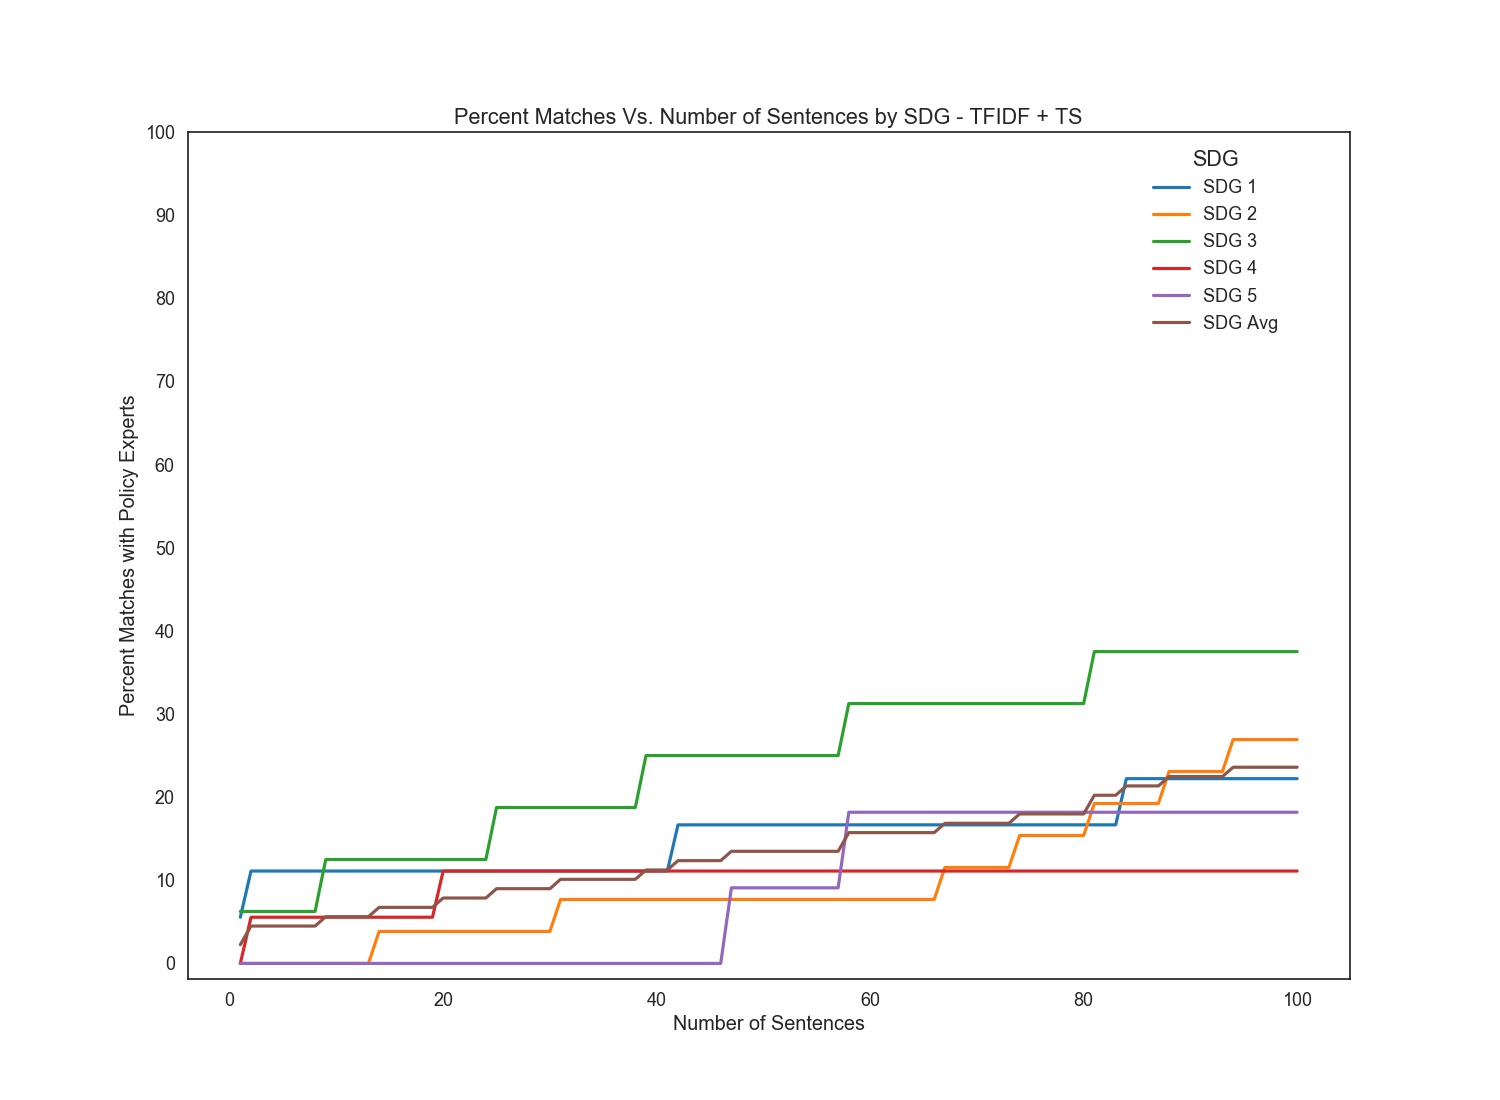 Percent Matches Vs. Number of Sentences by SDG - TFIDF + TS
100
90
80
70
60
50
40
30
20
10
0
Percent Matches with Policy Experts
SDG
SDG 1
SDG 2
SDG 3
SDG 4
SDG 5
SDG Avg
0 20 40 60 80 100
Number of Sentences